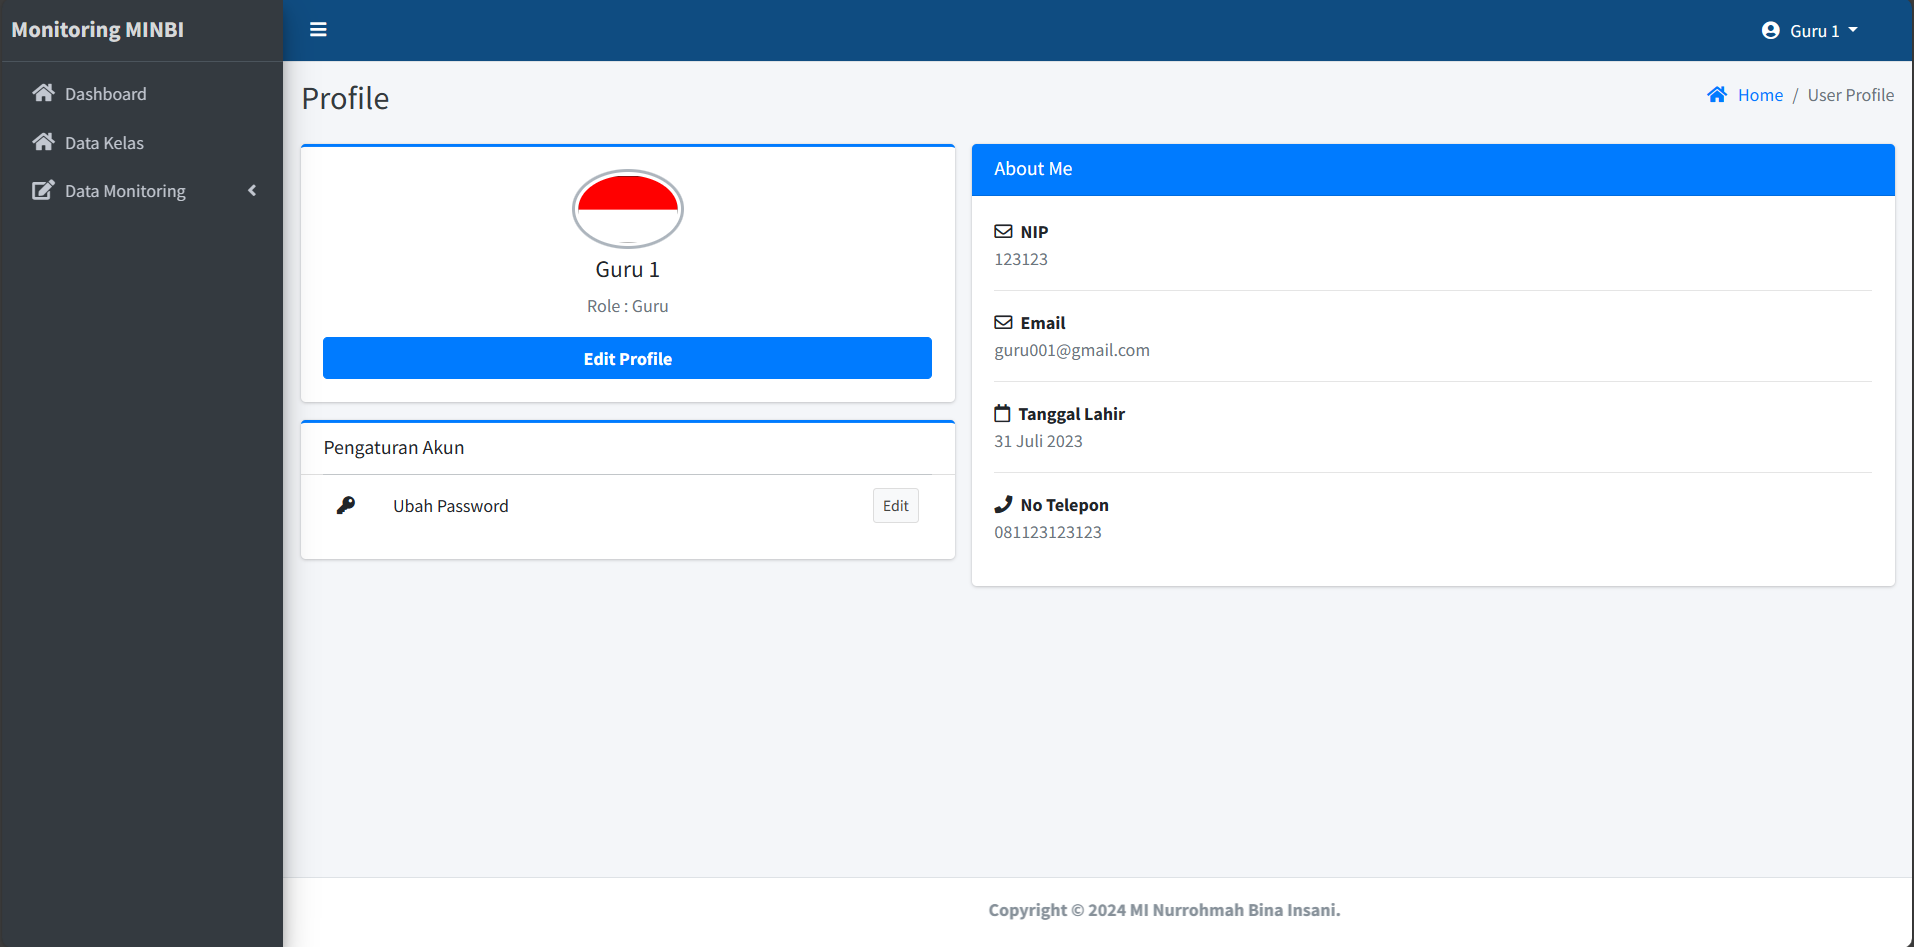 Monitoring MINBI
Guru 1
Dashboard
Data Kelas
Data Monitoring
Profile
Home / User Profile
Guru 1
Role : Guru
Edit Profile
Pengaturan Akun
Ubah Password
Edit
About Me
NIP
123123
Email
guru001@gmail.com
Tanggal Lahir
31 Juli 2023
No Telepon
081123123123
Copyright © 2024 MI Nurrohmah Bina Insani.